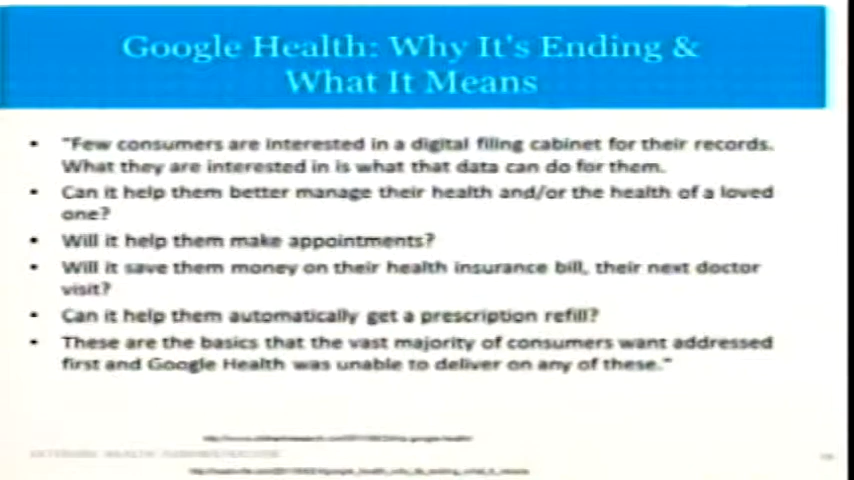 Google Health: Why It's Ending &
What It Means
• "Few consumers are interested in a digital filing cabinet for their records.
What they are interested in is what that data can do for them.
• Can it help them better manage their health and/or the health of a loved
one?
• Will it help them make appointments?
• Will it save them money on their health insurance bill, their next doctor
visit?
• Can it help them automatically get a prescription refill?
• These are the basics that the vast majority of consumers want addressed
first and Google Health was unable to deliver on any of these."
VETERANS HEALTH ADMINISTRATION